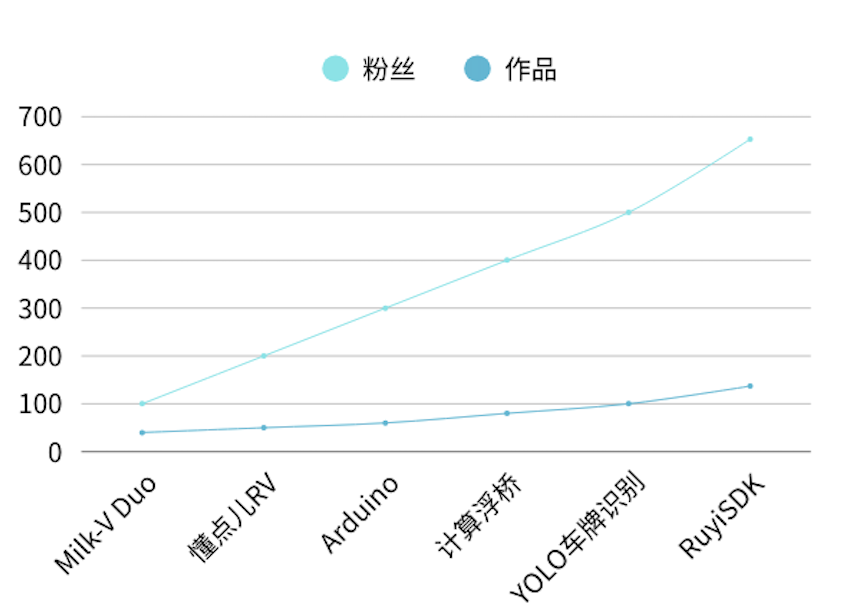 粉丝 作品
700
600
500
400
300
200
100
0
Milk-V Duo
懂点儿RV
Arduino
计算浮桥
YOLO车牌识别
RuyiSDK